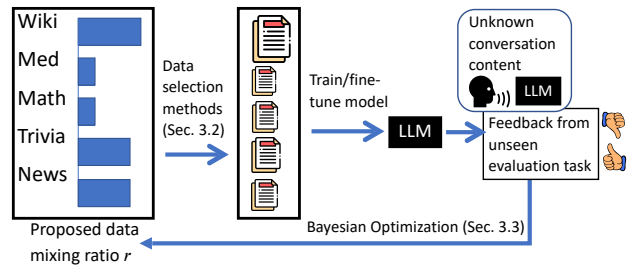 Wiki
Med
Math
Trivia
News
Proposed data
mixing ratio r
Data
selection
methods
(Sec. 3.2)
Train/fine-
tune model
LLM
Unknown
conversation
content
LLM
Feedback from
unseen
evaluation task
Bayesian Optimization (Sec. 3.3)